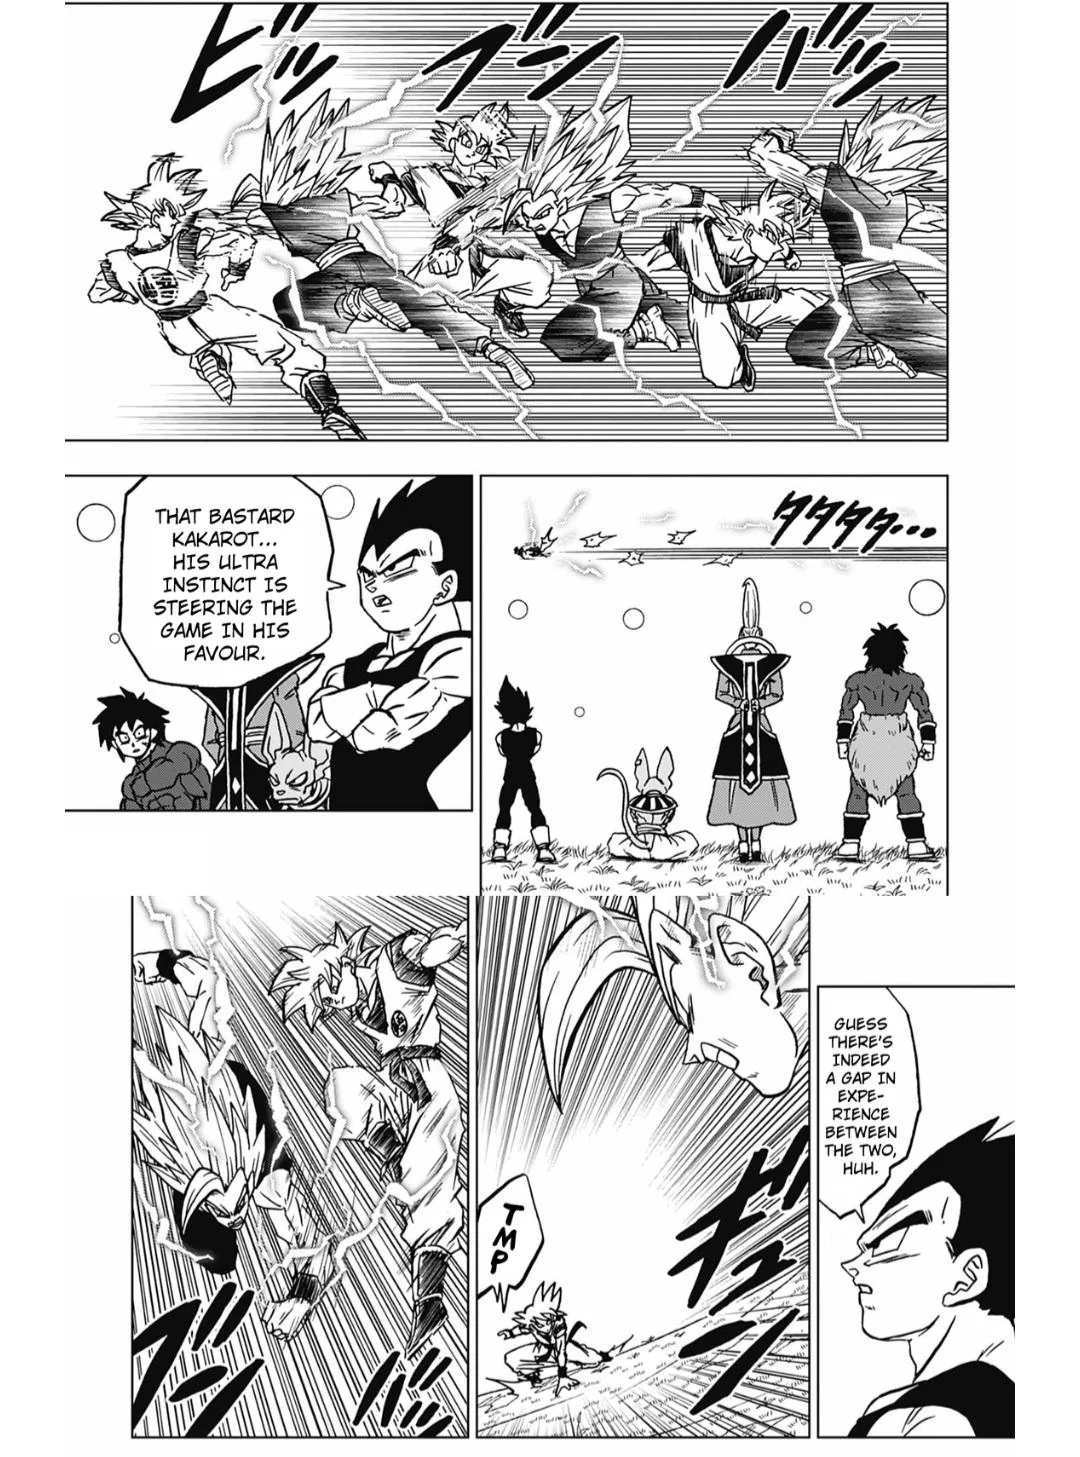 バッ
ブン
ビッ
タタタタ…
THAT BASTARD
KAKAROT...
HIS ULTRA
INSTINCT IS
STEERING THE
GAME IN HIS
FAVOUR.
GUESS
THERE'S
INDEED
A GAP IN
EXPE-
RIENCE
BETWEEN
THE TWO,
HUH.
ギュン
TMP
バッ
ブン